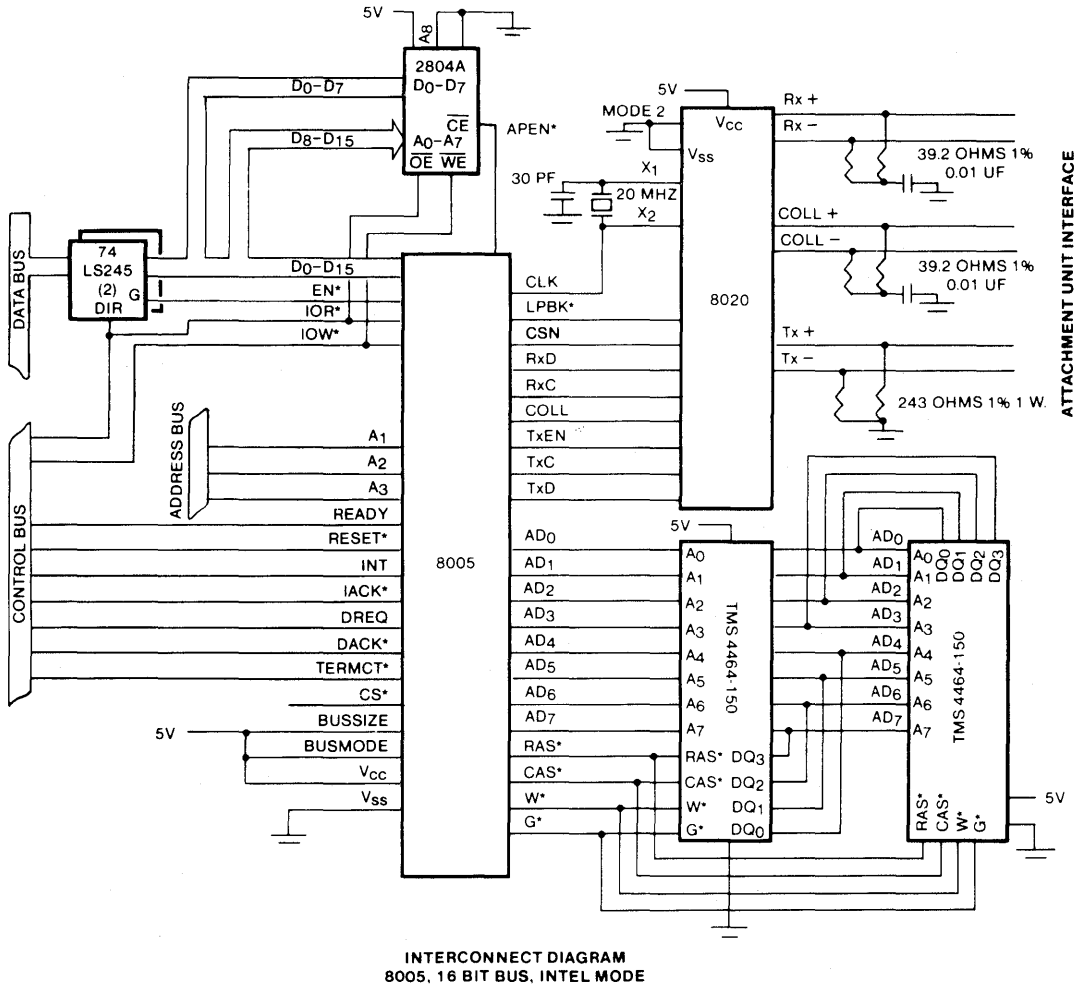 5V
A8
2804A
D0-D7
D0-D7
D8-D15
CE
A0-A7
OE WE
APEN*
5V
MODE 2
VCC
VSS
X1
30 PF
20 MHZ
X2
8020
Rx +
Rx −
39.2 OHMS 1%
0.01 UF
COLL +
COLL −
39.2 OHMS 1%
0.01 UF
Tx +
Tx −
243 OHMS 1% 1 W.
ATTACHMENT UNIT INTERFACE
DATA BUS
74
LS245
(2)
G
DIR
D0-D15
EN*
IOR*
IOW*
ADDRESS BUS
A1
A2
A3
CONTROL BUS
READY
RESET*
INT
IACK*
DREQ
DACK*
TERMCT*
CS*
BUSSIZE
5V
BUSMODE
VCC
VSS
8005
CLK
LPBK*
CSN
RxD
RxC
COLL
TxEN
TxC
TxD
AD0
AD1
AD2
AD3
AD4
AD5
AD6
AD7
RAS*
CAS*
W*
G*
5V
A0
A1
A2
A3
A4
A5
A6
A7
RAS* DQ3
CAS* DQ2
W* DQ1
G* DQ0
TMS 4464-150
AD0
AD1
AD2
AD3
AD4
AD5
AD6
AD7
A0
A1
A2
A3
A4
A5
A6
A7
DQ0
DQ1
DQ2
DQ3
TMS 4464-150
RAS*
CAS*
W*
G*
5V
INTERCONNECT DIAGRAM
8005, 16 BIT BUS, INTEL MODE